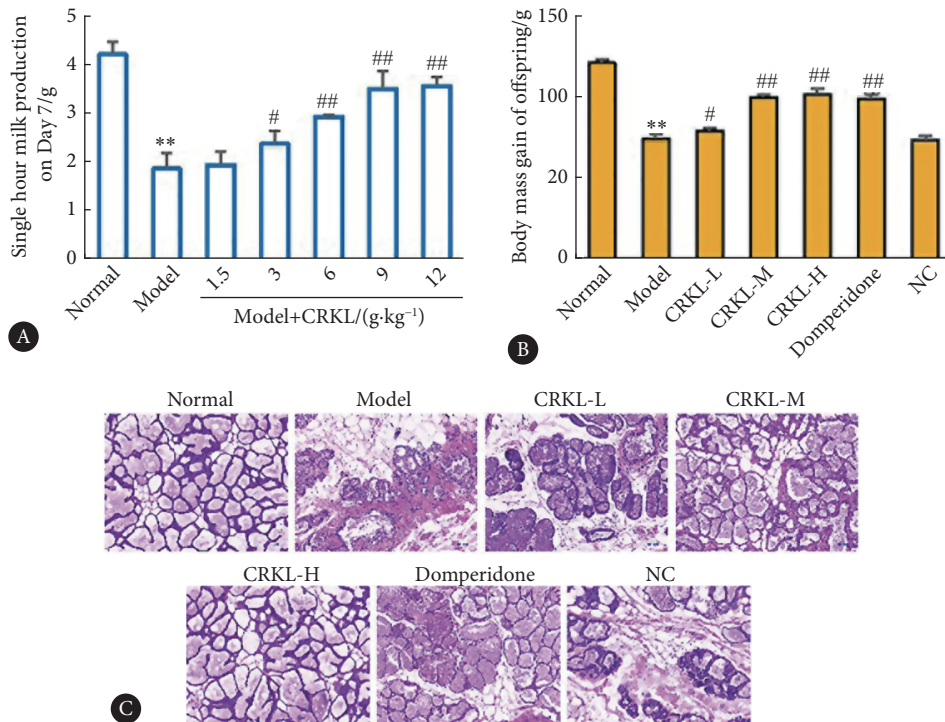 Single hour milk production
on Day 7/g
5
4
3
2
1
0
**
#
##
##
##
Normal
Model
1.5
3
6
9
12
Model+CRKL/(g·kg⁻¹)
A
Body mass gain of offspring/g
150
100
20
0
**
#
##
##
##
Normal
Model
CRKL-L
CRKL-M
CRKL-H
Domperidone
NC
B
Normal
Model
CRKL-L
CRKL-M
CRKL-H
Domperidone
NC
C